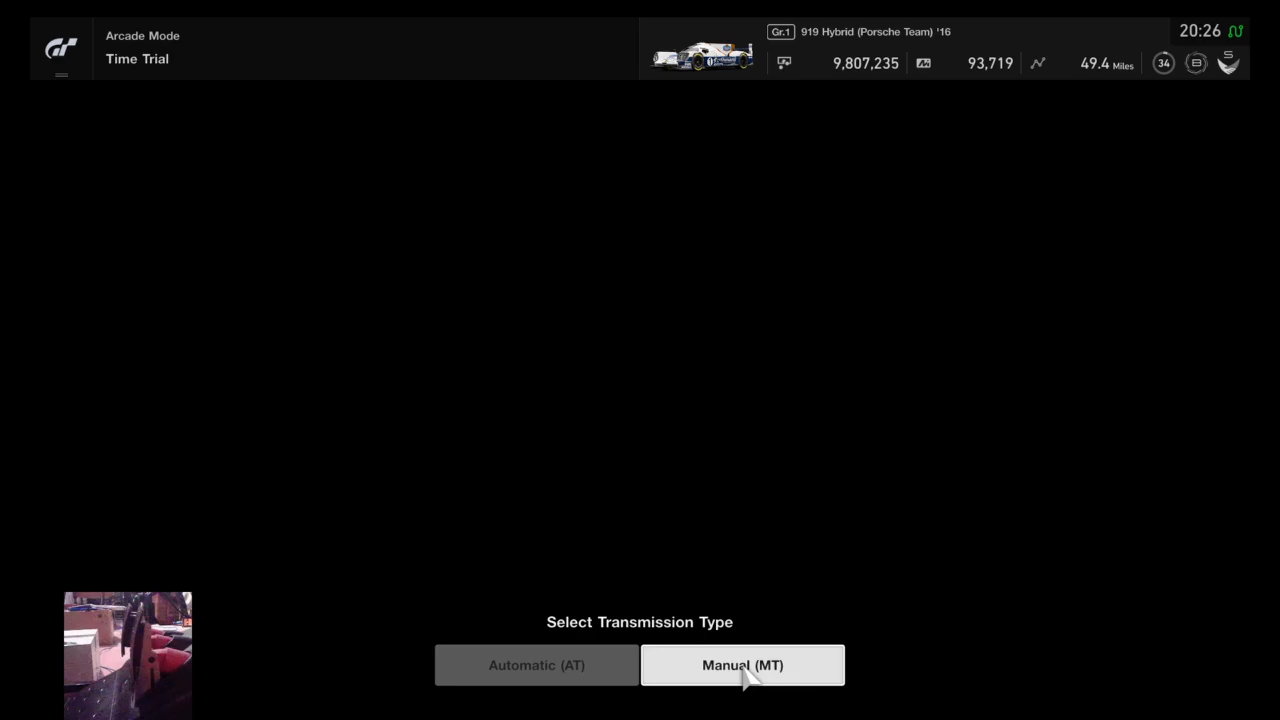 Arcade Mode
Time Trial
Gr.1 919 Hybrid (Porsche Team) '16
20:26
9,807,235 93,719 49.4 Miles 34 B S
Select Transmission Type
Automatic (AT) Manual (MT)